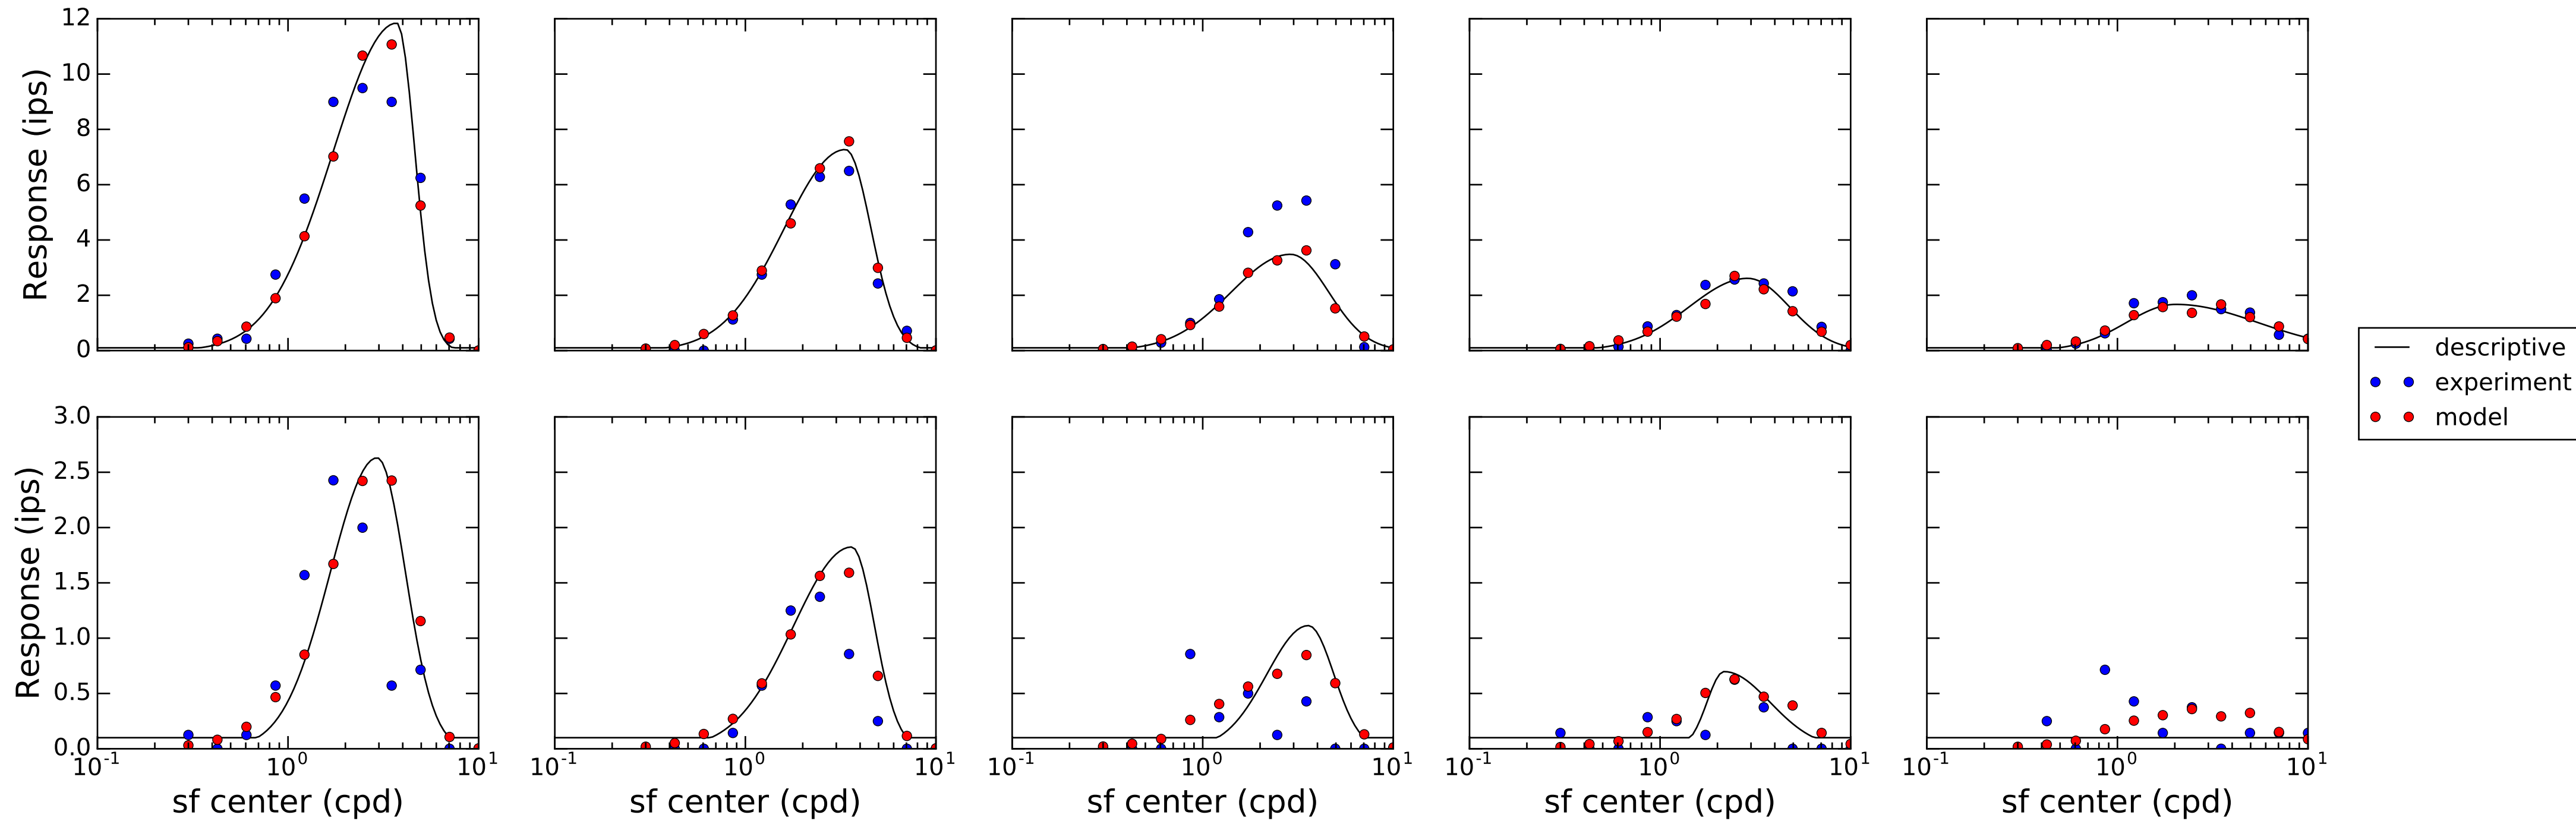 12
10
8
6
4
2
0
Response (ips)
descriptive
experiment
model
3.0
2.5
2.0
1.5
1.0
0.5
0.0
Response (ips)
10^-1 10^0 10^1
10^-1 10^0 10^1
10^-1 10^0 10^1
10^-1 10^0 10^1
10^-1 10^0 10^1
sf center (cpd)
sf center (cpd)
sf center (cpd)
sf center (cpd)
sf center (cpd)